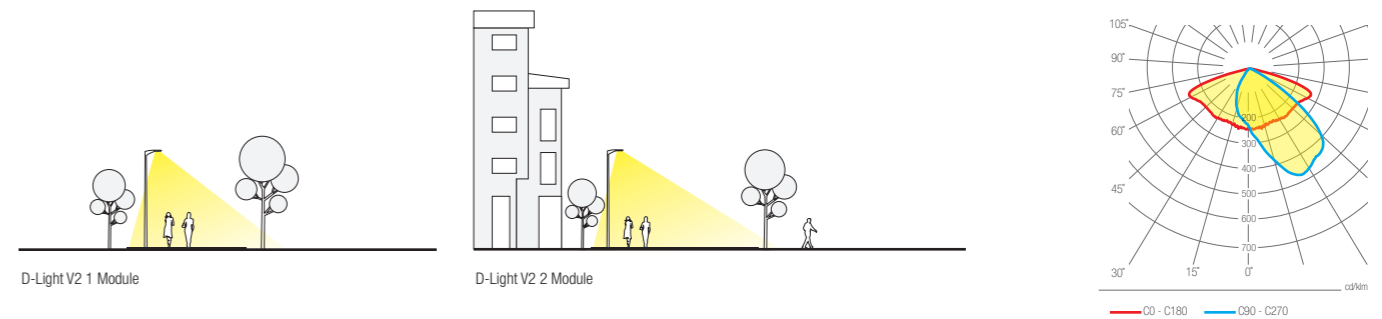 D-Light V2 1 Module
D-Light V2 2 Module
105°
90°
75°
60°
45°
30°
15°
0°
200
300
400
500
600
700
cd/klm
C0 - C180
C90 - C270